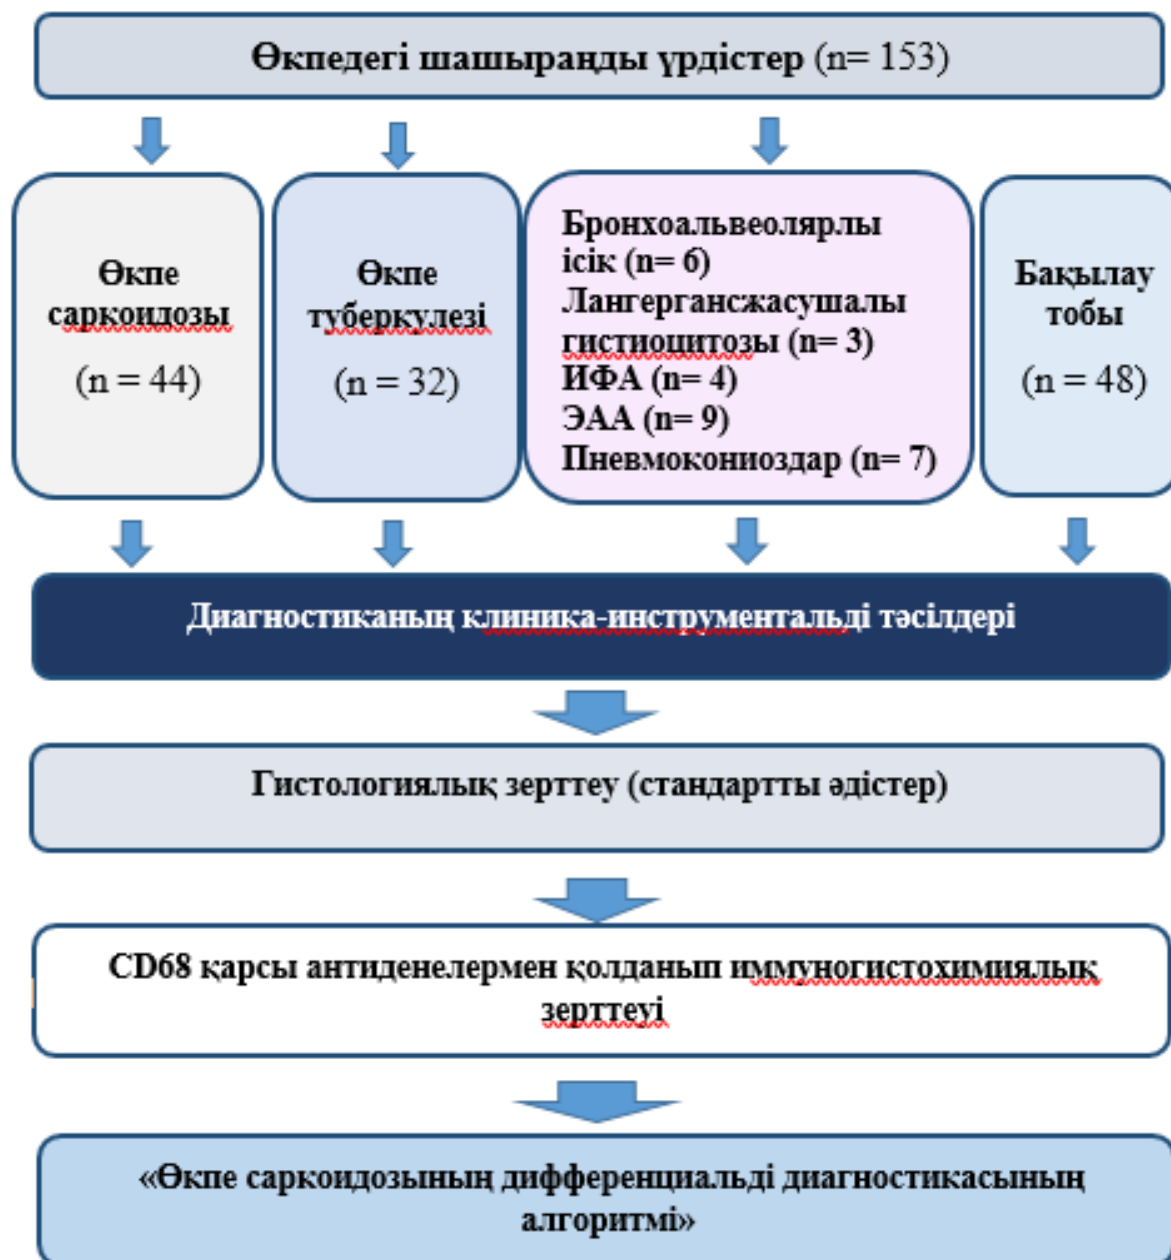 Өкпедегі шашыранды үрдістер (n= 153)
Өкпе
саркоидозы
(n = 44)
Өкпе
туберкулезі
(n = 32)
Бронхоальвеолярлы
ісік (n= 6)
Лангергансжасушалы
гистиоцитозы (n= 3)
ИФА (n= 4)
ЭАА (n= 9)
Пневмокониоздар (n= 7)
Бақылау
тобы
(n = 48)
Диагностиканың клиника-инструментальді тәсілдері
Гистологиялық зерттеу (стандартты әдістер)
CD68 қарсы антиденелермен қолданып иммуногистохимиялық
зерттеуі
«Өкпе саркоидозының дифференциальді диагностикасының
алгоритмі»